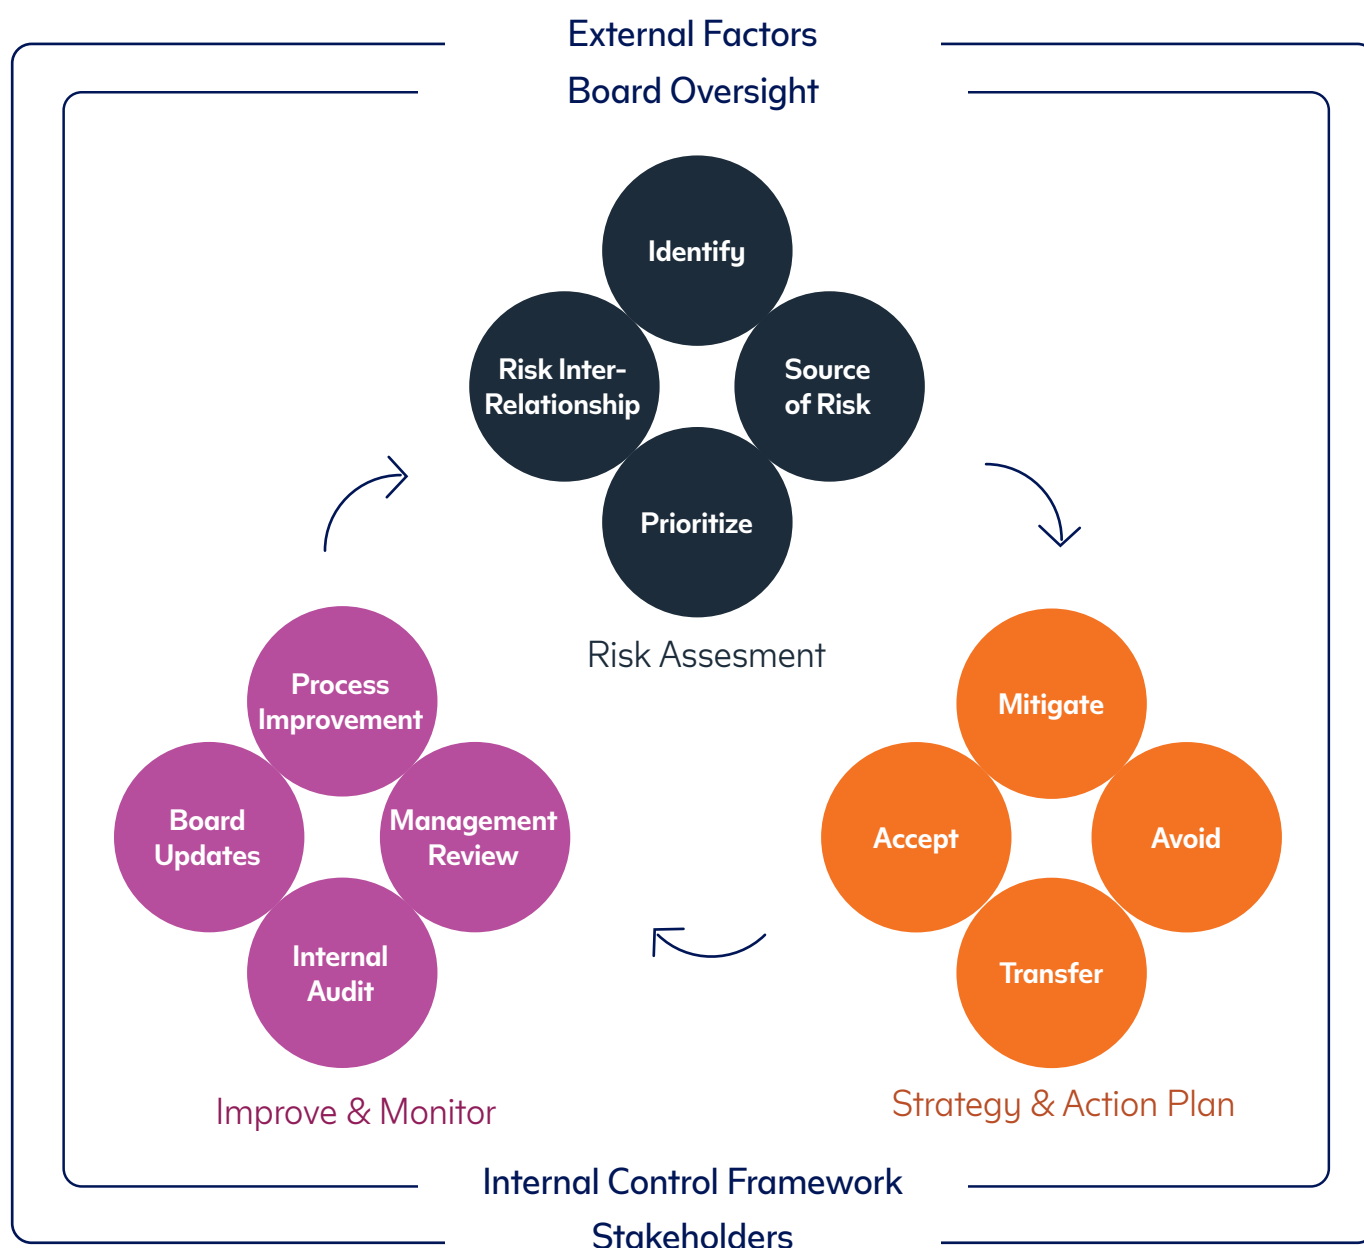 External Factors
Board Oversight
Identify
Risk Inter-
Relationship
Source
of Risk
Prioritize
Risk Assesment
Process
Improvement
Board
Updates
Management
Review
Internal
Audit
Improve & Monitor
Mitigate
Accept
Avoid
Transfer
Strategy & Action Plan
Internal Control Framework
Stakeholders